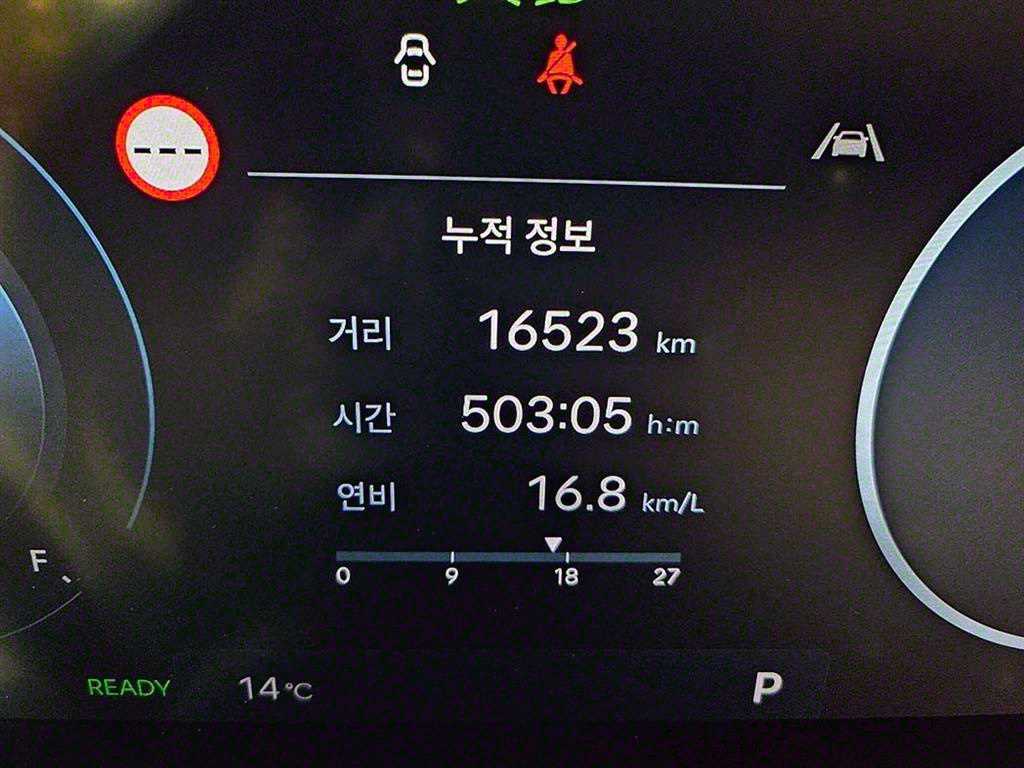 누적 정보
거리 16523 km
시간 503:05 h:m
연비 16.8 km/L
0 9 18 27
F
READY 14°C P